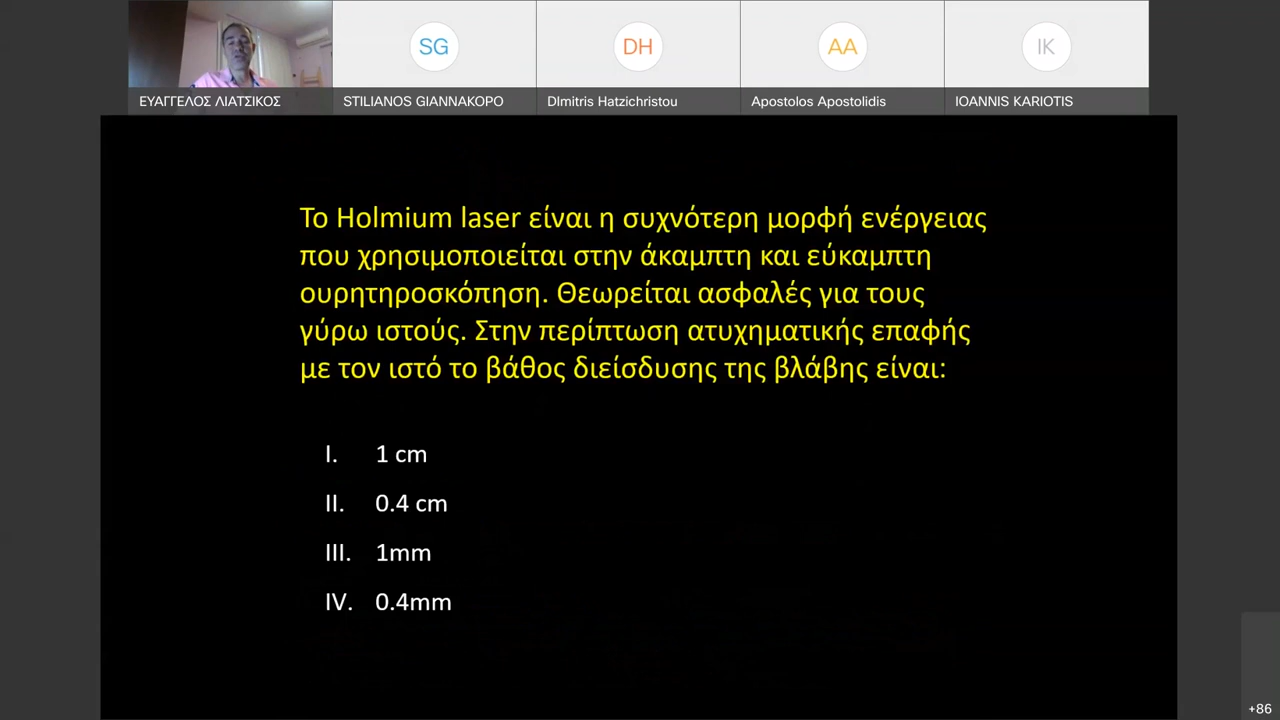 SG
DH
AA
IK
ΕΥΑΓΓΕΛΟΣ ΛΙΑΤΣΙΚΟΣ
STILIANOS GIANNAKOPO
DImitris Hatzichristou
Apostolos Apostolidis
IOANNIS KARIOTIS
Το Holmium laser είναι η συχνότερη μορφή ενέργειας
που χρησιμοποιείται στην άκαμπτη και εύκαμπτη
ουρητηροσκόπηση. Θεωρείται ασφαλές για τους
γύρω ιστούς. Στην περίπτωση ατυχηματικής επαφής
με τον ιστό το βάθος διείσδυσης της βλάβης είναι:
I. 1 cm
II. 0.4 cm
III. 1mm
IV. 0.4mm
+86